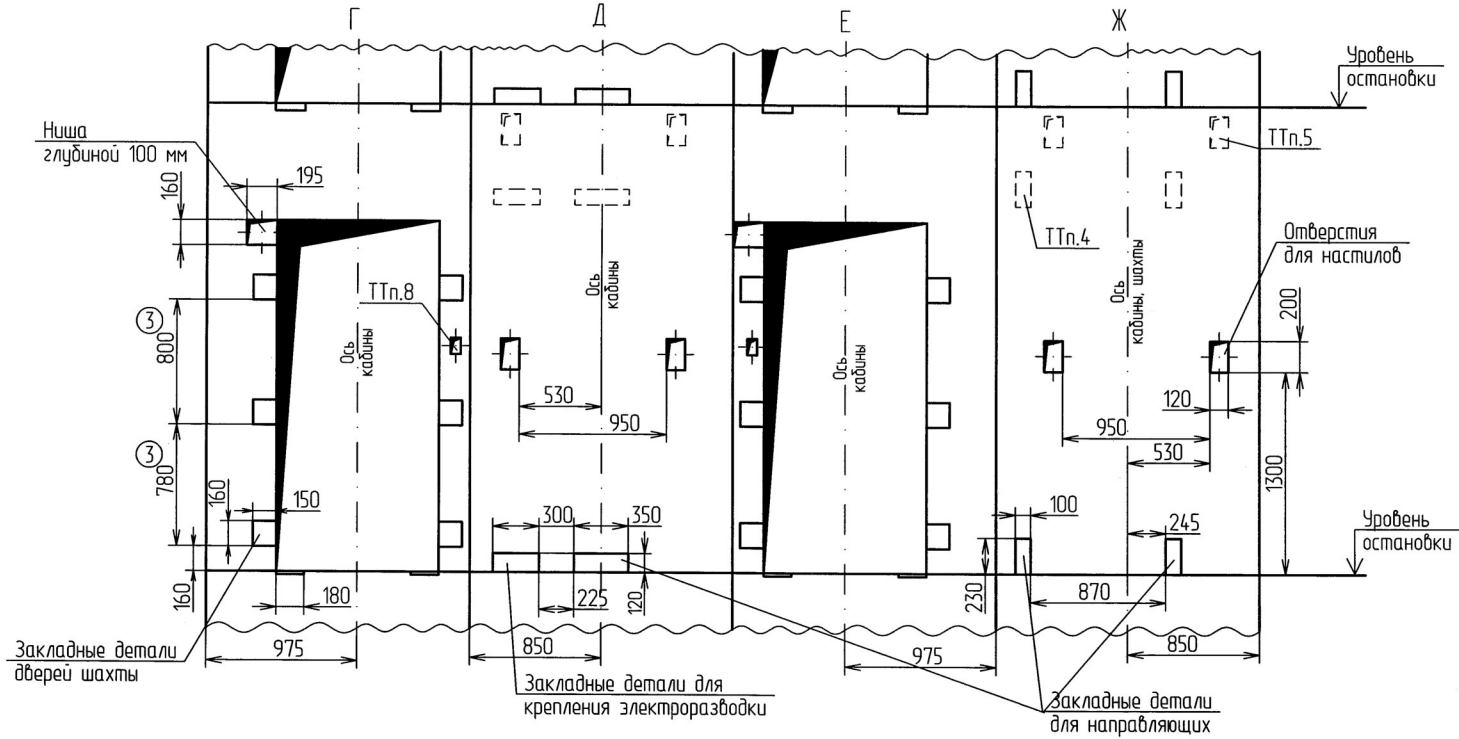 Г
Д
Е
Ж
Уровень
остановки
Ниша
глубиной 100 мм
195
160
ТТп.5
ТТп.4
Отверстия
для настилов
ТТп.8
Ось
кабины
Ось
кабины
Ось
кабины
Ось
кабины, шахты
3
800
200
530
950
120
950
530
1300
3
780
160
150
300
350
100
245
Уровень
остановки
160
180
225
120
230
870
975
850
975
850
Закладные детали
дверей шахты
Закладные детали для
крепления электроразводки
Закладные детали
для направляющих